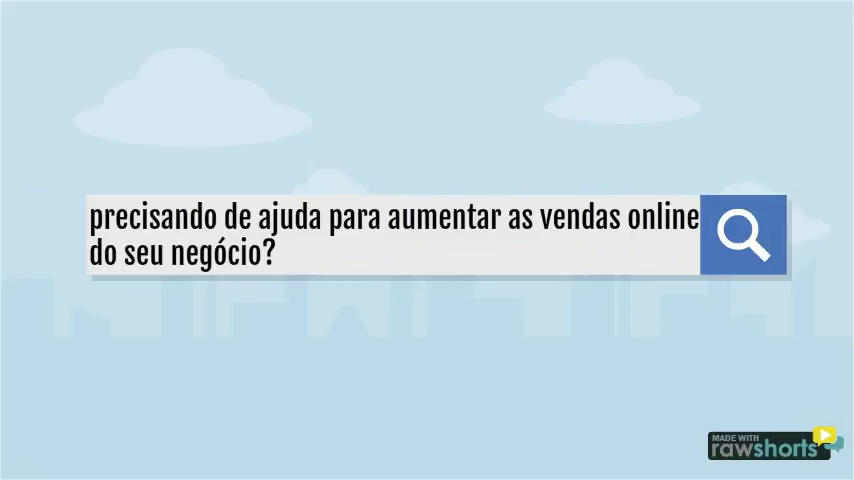 precisando de ajuda para aumentar as vendas online
do seu negócio?
MADE WITH
rawshorts